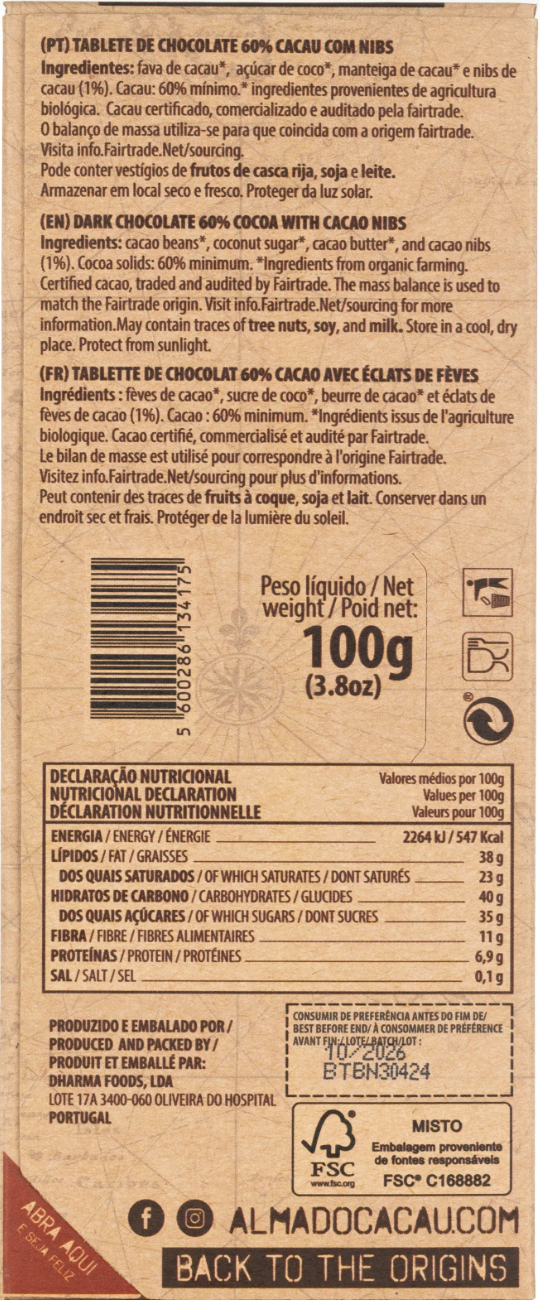 (PT) TABLETE DE CHOCOLATE 60% CACAU COM NIBS
Ingredientes: fava de cacau*, açúcar de coco*, manteiga de cacau* e nibs de
cacau (1%). Cacau: 60% mínimo.* ingredientes provenientes de agricultura
biológica. Cacau certificado, comercializado e auditado pela fairtrade.
O balanço de massa utiliza-se para que coincida com a origem fairtrade.
Visita info.Fairtrade.Net/sourcing.
Pode conter vestígios de frutos de casca rija, soja e leite.
Armazenar em local seco e fresco. Proteger da luz solar.
(EN) DARK CHOCOLATE 60% COCOA WITH CACAO NIBS
Ingredients: cacao beans*, coconut sugar*, cacao butter*, and cacao nibs
(1%). Cocoa solids: 60% minimum. *Ingredients from organic farming.
Certified cacao, traded and audited by Fairtrade. The mass balance is used to
match the Fairtrade origin. Visit info.Fairtrade.Net/sourcing for more
information.May contain traces of tree nuts, soy, and milk. Store in a cool, dry
place. Protect from sunlight.
(FR) TABLETTE DE CHOCOLAT 60% CACAO AVEC ÉCLATS DE FÈVES
Ingrédients : fèves de cacao*, sucre de coco*, beurre de cacao* et éclats de
fèves de cacao (1%). Cacao : 60% minimum. *Ingrédients issus de l'agriculture
biologique. Cacao certifié, commercialisé et audité par Fairtrade.
Le bilan de masse est utilisé pour correspondre à l'origine Fairtrade.
Visitez info.Fairtrade.Net/sourcing pour plus d'informations.
Peut contenir des traces de fruits à coque, soja et lait. Conserver dans un
endroit sec et frais. Protéger de la lumière du soleil.
5 600286 134175
Peso líquido / Net
weight / Poid net:
100g
(3.8oz)
®
DECLARAÇÃO NUTRICIONAL Valores médios por 100g
NUTRICIONAL DECLARATION Values per 100g
DÉCLARATION NUTRITIONNELLE Valeurs pour 100g
ENERGIA / ENERGY / ÉNERGIE 2264 kJ / 547 Kcal
LÍPIDOS / FAT / GRAISSES 38 g
DOS QUAIS SATURADOS / OF WHICH SATURATES / DONT SATURÉS 23 g
HIDRATOS DE CARBONO / CARBOHYDRATES / GLUCIDES 40 g
DOS QUAIS AÇÚCARES / OF WHICH SUGARS / DONT SUCRES 35 g
FIBRA / FIBRE / FIBRES ALIMENTAIRES 11 g
PROTEÍNAS / PROTEIN / PROTÉINES 6,9 g
SAL / SALT / SEL 0,1 g
PRODUZIDO E EMBALADO POR /
PRODUCED AND PACKED BY /
PRODUIT ET EMBALLÉ PAR:
DHARMA FOODS, LDA
LOTE 17A 3400-060 OLIVEIRA DO HOSPITAL
PORTUGAL
CONSUMIR DE PREFERÊNCIA ANTES DO FIM DE/
BEST BEFORE END/ À CONSOMMER DE PRÉFÉRENCE
AVANT FIN:/ LOTE/ BATCH/LOT :
10/2026
BTBN30424
FSC
www.fsc.org
MISTO
Embalagem proveniente
de fontes responsáveis
FSC® C168882
ABRA AQUI
E SEJA FELIZ
ALMADOCACAU.COM
BACK TO THE ORIGINS